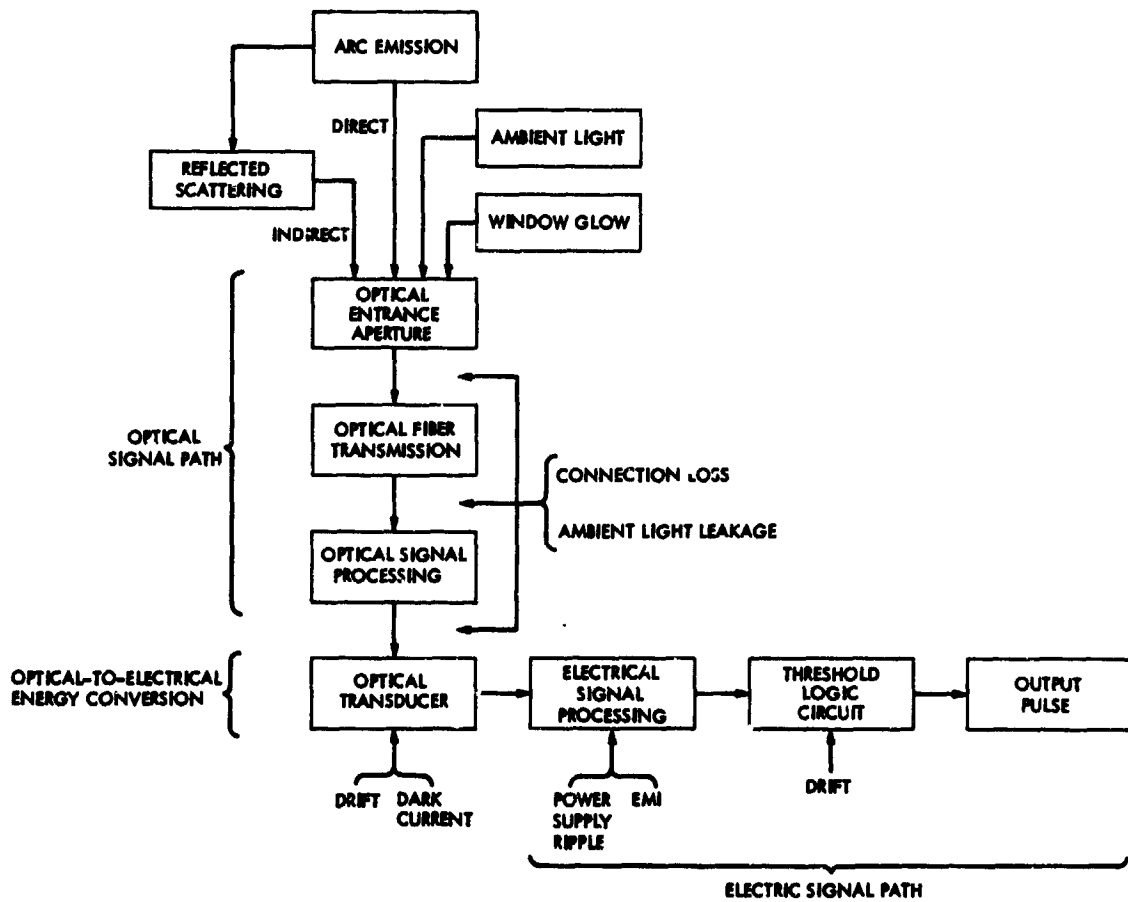 ARC EMISSION
DIRECT
AMBIENT LIGHT
REFLECTED
SCATTERING
WINDOW GLOW
INDIRECT
OPTICAL
ENTRANCE
APERTURE
OPTICAL
SIGNAL PATH
OPTICAL FIBER
TRANSMISSION
CONNECTION LOSS
AMBIENT LIGHT LEAKAGE
OPTICAL SIGNAL
PROCESSING
OPTICAL-TO-ELECTRICAL
ENERGY CONVERSION
OPTICAL
TRANSDUCER
ELECTRICAL
SIGNAL
PROCESSING
THRESHOLD
LOGIC
CIRCUIT
OUTPUT
PULSE
DRIFT
DARK
CURRENT
POWER
SUPPLY
RIPPLE
EMI
DRIFT
ELECTRIC SIGNAL PATH